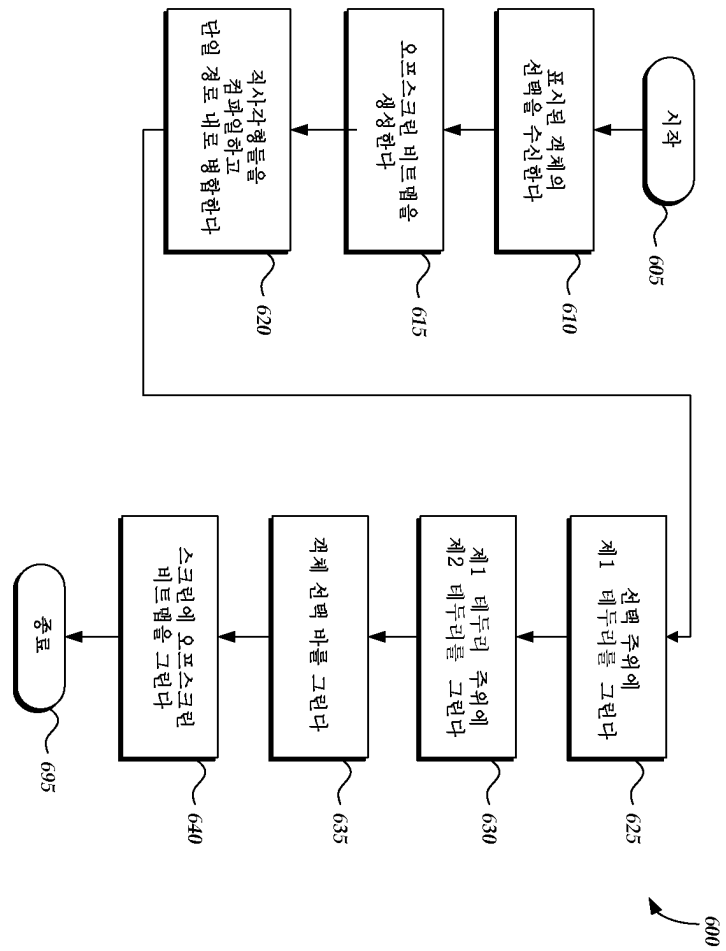 600
시작
605
표시된 객체의
선택을 수신한다
610
오프스크린 비트맵을
생성한다
615
직사각형들을
컴파일하고
단일 경로 내로 병합한다
620
선택 주위에
제1 테두리를 그린다
625
제1 테두리 주위에
제2 테두리를 그린다
630
객체 선택 바를 그린다
635
스크린에 오프스크린
비트맵을 그린다
640
종료
695